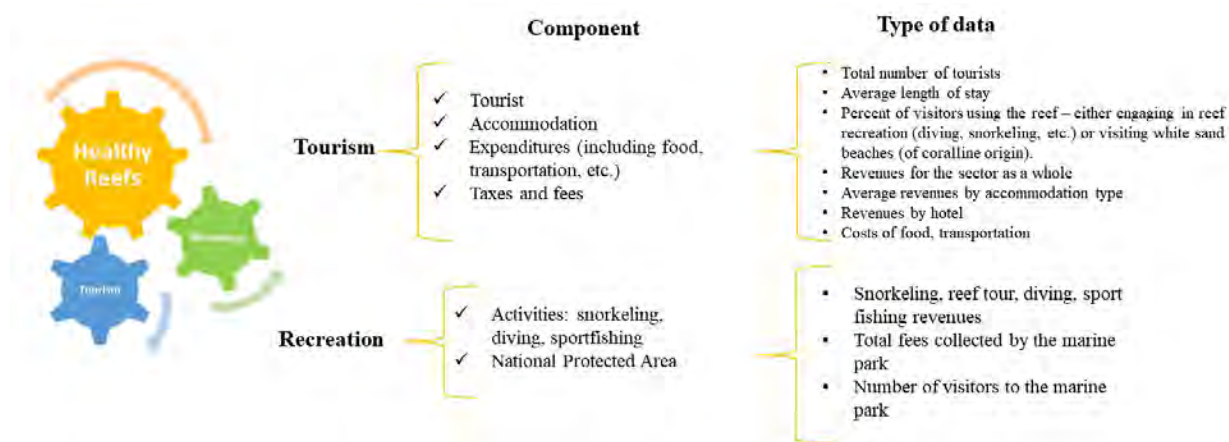 Component
Type of data
Healthy
Reefs
Tourism
Tourism
✓ Tourist
✓ Accommodation
✓ Expenditures (including food,
transportation, etc.)
✓ Taxes and fees
• Total number of tourists
• Average length of stay
• Percent of visitors using the reef – either engaging in reef
recreation (diving, snorkeling, etc.) or visiting white sand
beaches (of coralline origin).
• Revenues for the sector as a whole
• Average revenues by accommodation type
• Revenues by hotel
• Costs of food, transportation
Recreation
✓ Activities: snorkeling,
diving, sportfishing
✓ National Protected Area
• Snorkeling, reef tour, diving, sport
fishing revenues
• Total fees collected by the marine
park
• Number of visitors to the marine
park